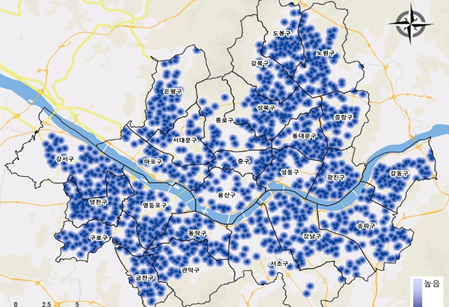 도봉구
노원구
강북구
은평구
성북구
중랑구
종로구
동대문구
서대문구
마포구
중구
성동구
광진구
강동구
강서구
양천구
영등포구
용산구
구로구
동작구
강남구
송파구
금천구
관악구
서초구
높음
0 2.5 5